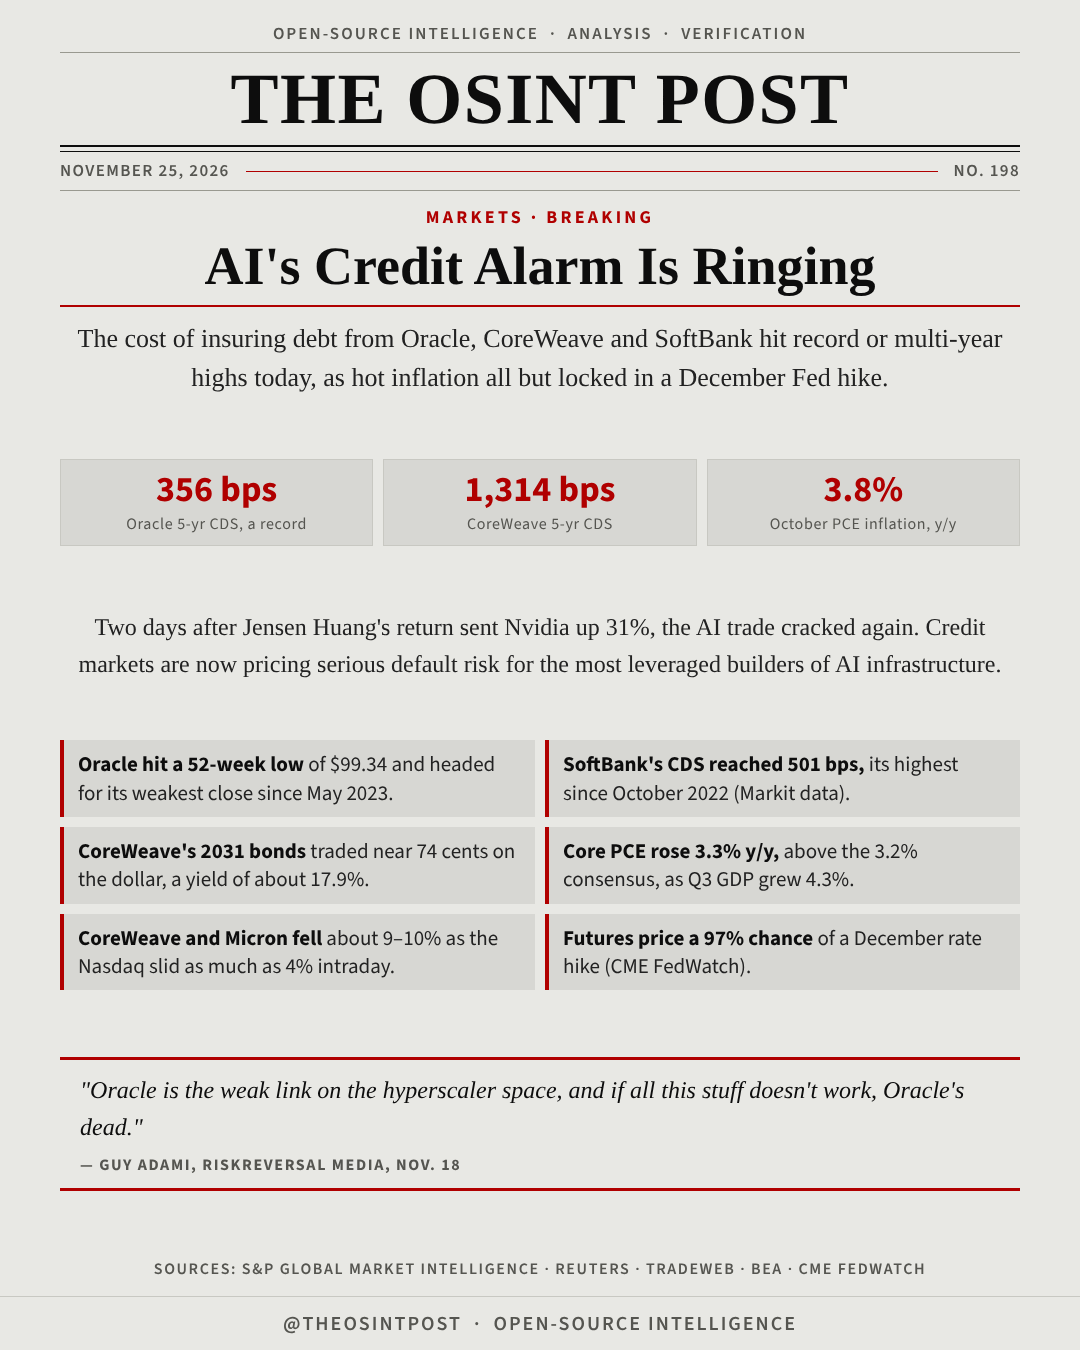 OPEN-SOURCE INTELLIGENCE · ANALYSIS · VERIFICATION
THE OSINT POST
NOVEMBER 25, 2026
NO. 198
MARKETS · BREAKING
AI's Credit Alarm Is Ringing
The cost of insuring debt from Oracle, CoreWeave and SoftBank hit record or multi-year
highs today, as hot inflation all but locked in a December Fed hike.
356 bps
Oracle 5-yr CDS, a record
1,314 bps
CoreWeave 5-yr CDS
3.8%
October PCE inflation, y/y
Two days after Jensen Huang's return sent Nvidia up 31%, the AI trade cracked again. Credit
markets are now pricing serious default risk for the most leveraged builders of AI infrastructure.
Oracle hit a 52-week low of $99.34 and headed
for its weakest close since May 2023.
SoftBank's CDS reached 501 bps, its highest
since October 2022 (Markit data).
CoreWeave's 2031 bonds traded near 74 cents on
the dollar, a yield of about 17.9%.
Core PCE rose 3.3% y/y, above the 3.2%
consensus, as Q3 GDP grew 4.3%.
CoreWeave and Micron fell about 9–10% as the
Nasdaq slid as much as 4% intraday.
Futures price a 97% chance of a December rate
hike (CME FedWatch).
"Oracle is the weak link on the hyperscaler space, and if all this stuff doesn't work, Oracle's
dead."
— GUY ADAMI, RISKREVERSAL MEDIA, NOV. 18
SOURCES: S&P GLOBAL MARKET INTELLIGENCE · REUTERS · TRADEWEB · BEA · CME FEDWATCH
@THEOSINTPOST · OPEN-SOURCE INTELLIGENCE